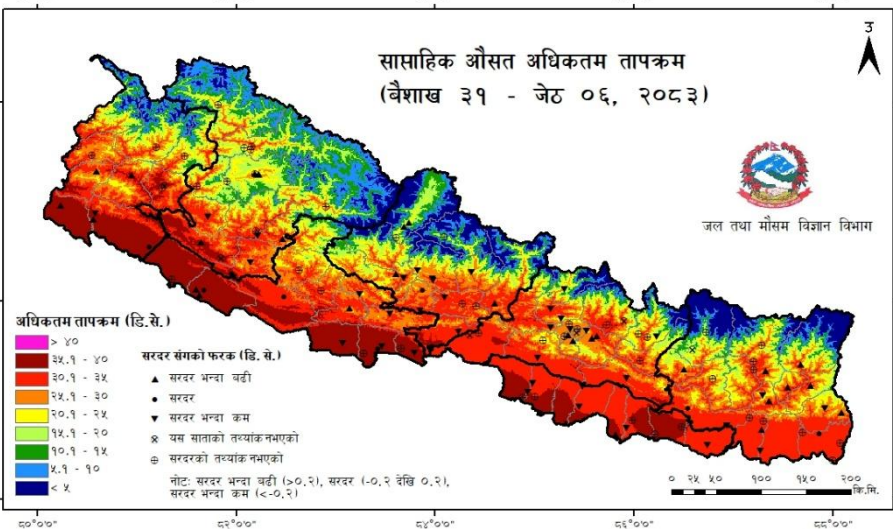 साप्ताहिक औसत अधिकतम तापक्रम
(बैशाख ३१ - जेठ ०६, २०८३)
उ
जल तथा मौसम विज्ञान विभाग
अधिकतम तापक्रम (डि.से.)
> ४०
३५.१ - ४०
३०.१ - ३५
२५.१ - ३०
२०.१ - २५
१५.१ - २०
१०.१ - १५
५.१ - १०
< ५
सरदर संगको फरक (डि. से.)
सरदर भन्दा बढी
सरदर
सरदर भन्दा कम
यस साताको तथ्यांक नभएको
सरदरको तथ्यांक नभएको
नोट: सरदर भन्दा बढी (>०.२), सरदर (-०.२ देखि ०.२),
सरदर भन्दा कम (<-०.२)
० २५ ५० १०० १५० २००
कि.मि.
८०°०'०" ८२°०'०" ८४°०'०" ८६°०'०" ८८°०'०"